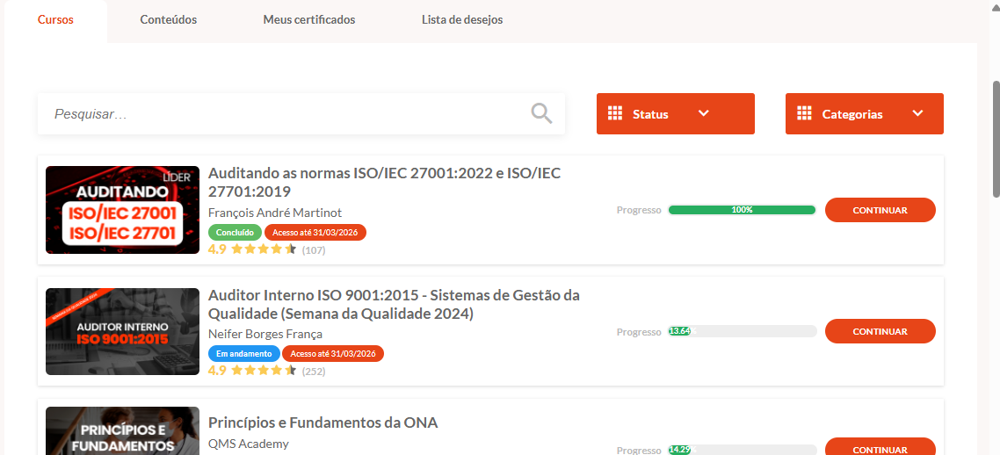 Cursos
Conteúdos
Meus certificados
Lista de desejos
Pesquisar…
Status
Categorias
LÍDER
AUDITANDO
ISO/IEC 27001
ISO/IEC 27701
Auditando as normas ISO/IEC 27001:2022 e ISO/IEC
27701:2019
François André Martinot
Concluído
Acesso até 31/03/2026
4.9
(107)
Progresso
100%
CONTINUAR
AUDITOR INTERNO
ISO 9001:2015
Auditor Interno ISO 9001:2015 - Sistemas de Gestão da
Qualidade (Semana da Qualidade 2024)
Neifer Borges França
Em andamento
Acesso até 31/03/2026
4.9
(252)
Progresso
13.64
CONTINUAR
PRINCÍPIOS E
FUNDAMENTOS
Princípios e Fundamentos da ONA
QMS Academy
Progresso
14.29
CONTINUAR